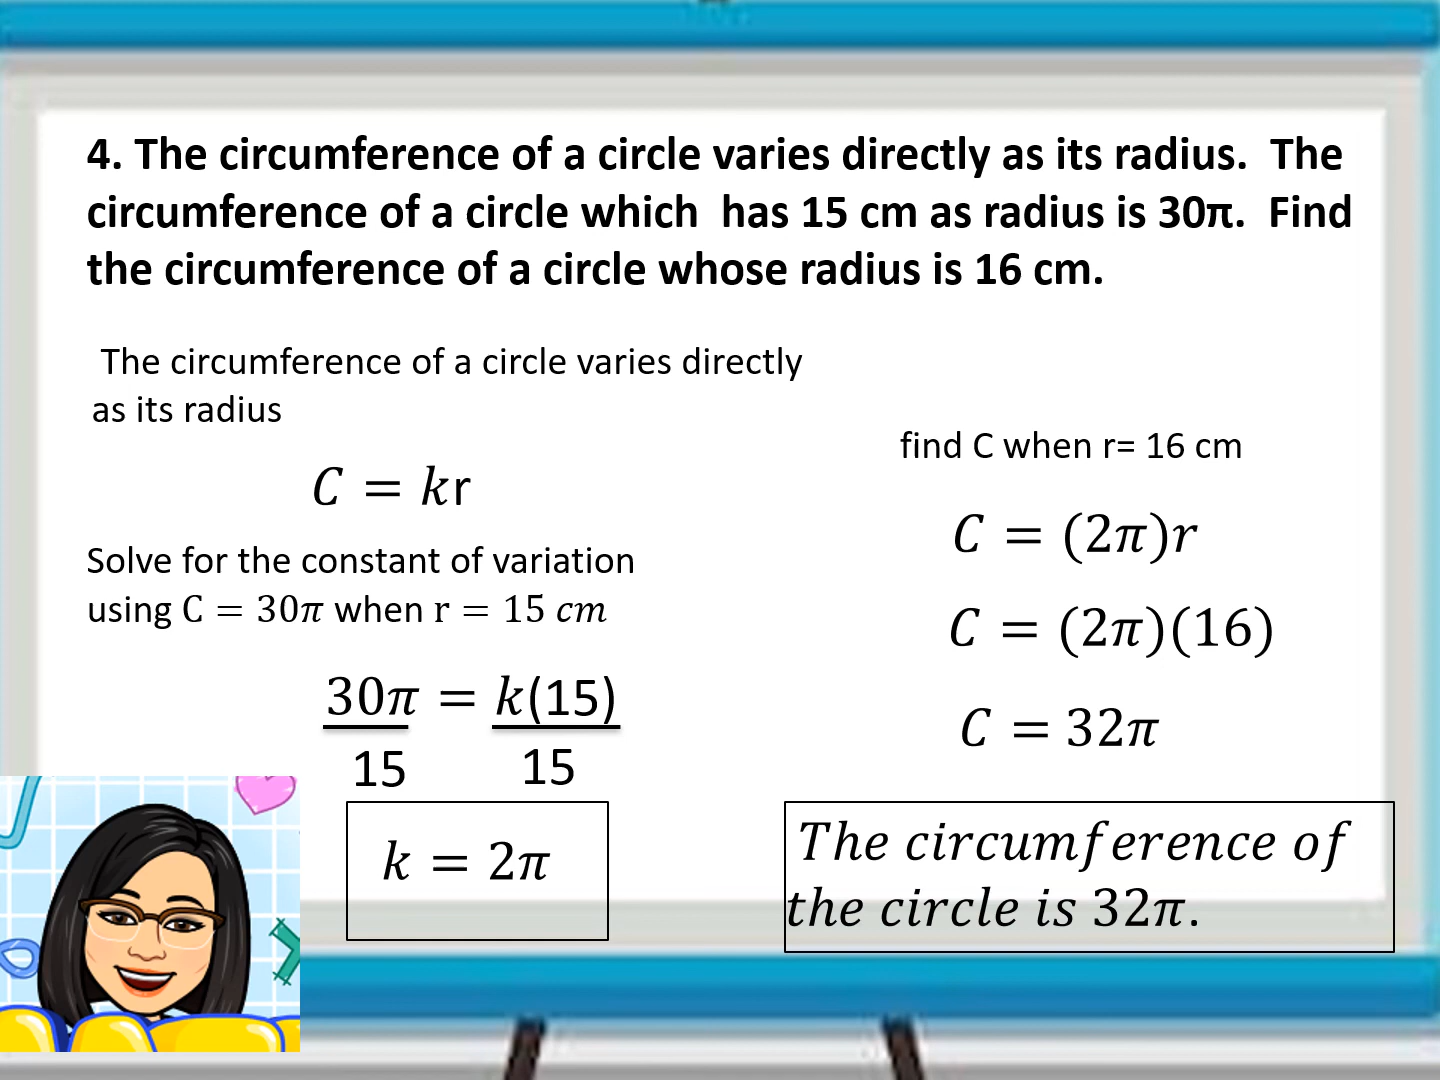 4. The circumference of a circle varies directly as its radius.  The
circumference of a circle which  has 15 cm as radius is 30π.  Find
the circumference of a circle whose radius is 16 cm.
The circumference of a circle varies directly
as its radius
C = kr
Solve for the constant of variation
using C = 30π when r = 15 cm
30π = k(15)
15 15
k = 2π
find C when r= 16 cm
C = (2π)r
C = (2π)(16)
C = 32π
The circumference of
the circle is 32π.